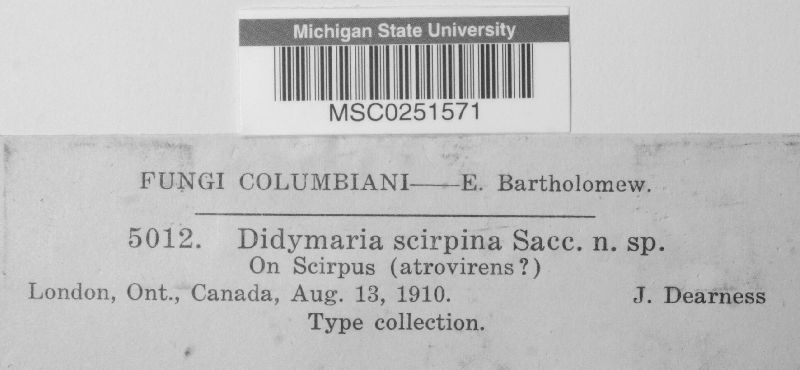 Michigan State University
MSC0251571
FUNGI COLUMBIANI——E. Bartholomew.
5012. Didymaria scirpina Sacc. n. sp.
On Scirpus (atrovirens?)
London, Ont., Canada, Aug. 13, 1910. J. Dearness
Type collection.